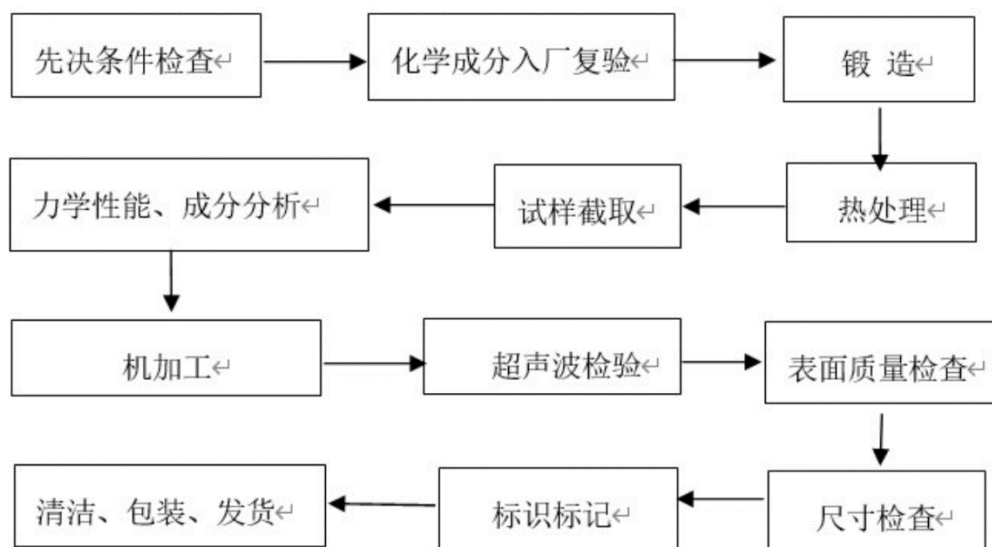 先决条件检查↵
化学成分入厂复验↵
锻 造↵
热处理↵
试样截取↵
力学性能、成分分析↵
机加工↵
超声波检验↵
表面质量检查↵
尺寸检查↵
标识标记↵
清洁、包装、发货↵